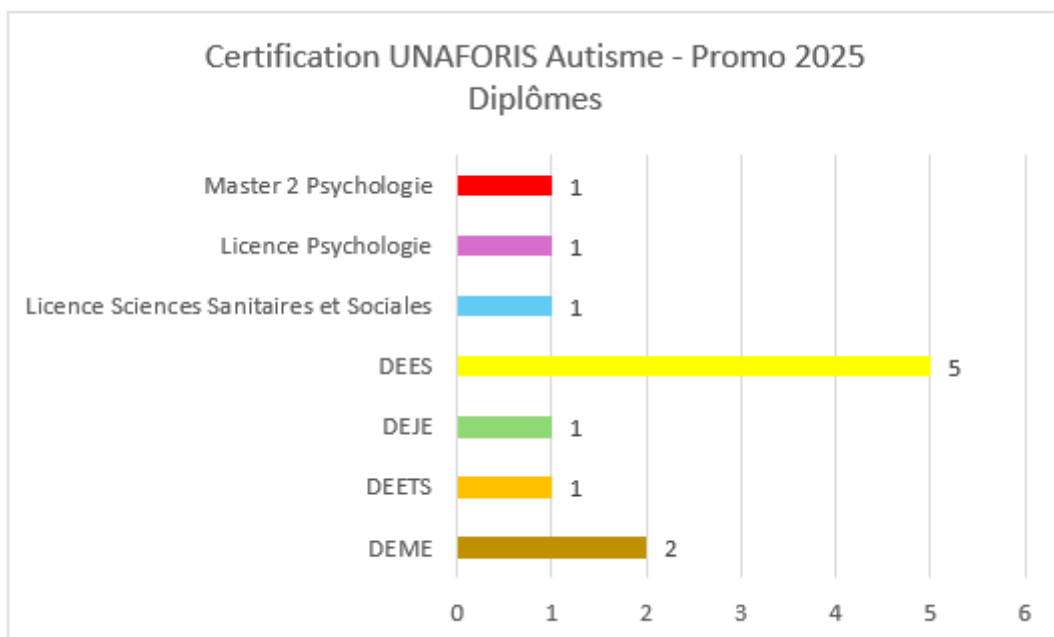 Certification UNAFORIS Autisme - Promo 2025
Diplômes
Master 2 Psychologie 1
Licence Psychologie 1
Licence Sciences Sanitaires et Sociales 1
DEES 5
DEJE 1
DEETS 1
DEME 2
0 1 2 3 4 5 6